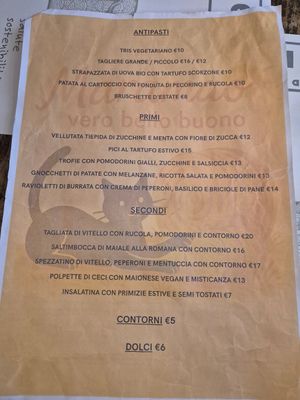 salute
sostenibili
vero bello buono
ANTIPASTI
TRIS VEGETARIANO €10
TAGLIERE GRANDE / PICCOLO €16 / €12
STRAPAZZATA DI UOVA BIO CON TARTUFO SCORZONE €10
PATATA AL CARTOCCIO CON FONDUTA DI PECORINO E RUCOLA €10
BRUSCHETTE D'ESTATE €8
PRIMI
VELLUTATA TIEPIDA DI ZUCCHINE E MENTA CON FIORE DI ZUCCA €12
PICI AL TARTUFO ESTIVO €15
TROFIE CON POMODORINI GIALLI, ZUCCHINE E SALSICCIA €13
GNOCCHETTI DI PATATE CON MELANZANE, RICOTTA SALATA E POMODORINI €13
RAVIOLETTI DI BURRATA CON CREMA DI PEPERONI, BASILICO E BRICIOLE DI PANE €14
SECONDI
TAGLIATA DI VITELLO CON RUCOLA, POMODORINI E CONTORNO €20
SALTIMBOCCA DI MAIALE ALLA ROMANA CON CONTORNO €16
SPEZZATINO DI VITELLO, PEPERONI E MENTUCCIA CON CONTORNO €17
POLPETTE DI CECI CON MAIONESE VEGAN E MISTICANZA €13
INSALATINA CON PRIMIZIE ESTIVE E SEMI TOSTATI €7
CONTORNI €5
DOLCI €6